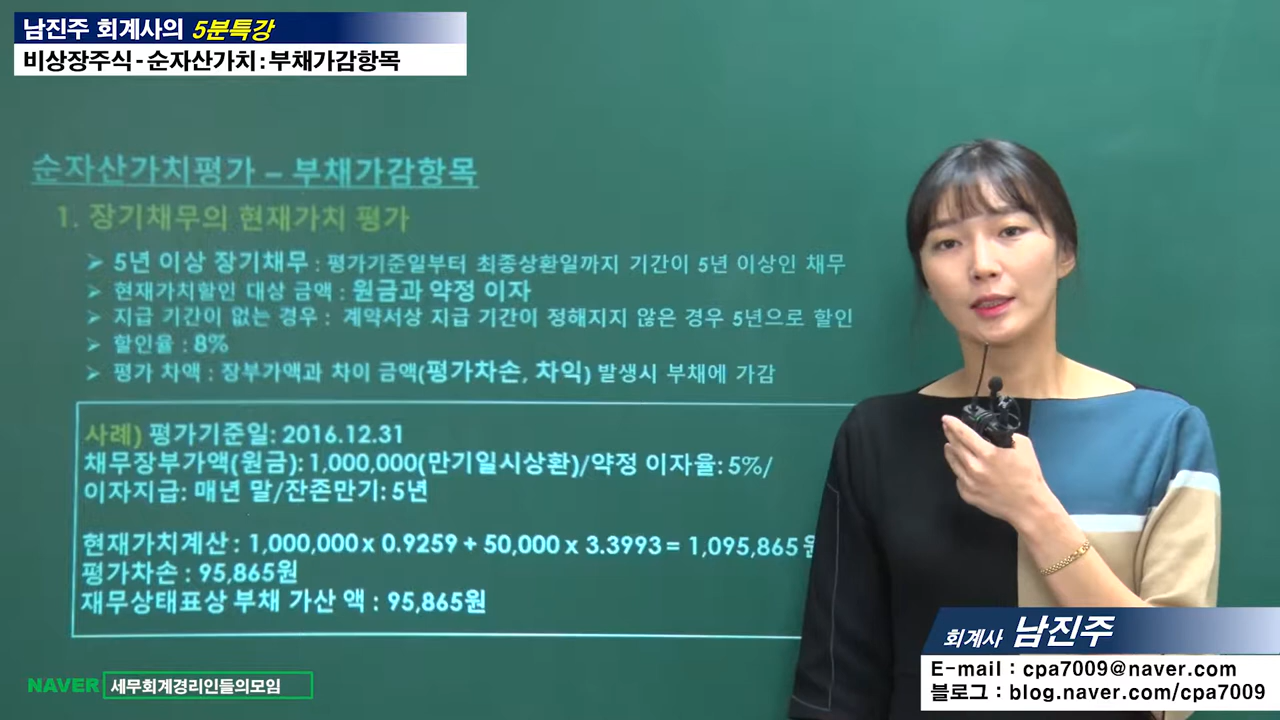 남진주 회계사의 5분특강
비상장주식 - 순자산가치 : 부채가감항목
순자산가치평가 – 부채가감항목
1. 장기채무의 현재가치 평가
➢ 5년 이상 장기채무 : 평가기준일부터 최종상환일까지 기간이 5년 이상인 채무
➢ 현재가치할인 대상 금액 : 원금과 약정 이자
➢ 지급 기간이 없는 경우 : 계약서상 지급 기간이 정해지지 않은 경우 5년으로 할인
➢ 할인율 : 8%
➢ 평가 차액 : 장부가액과 차이 금액(평가차손, 차익) 발생시 부채에 가감
사례) 평가기준일: 2016.12.31
채무장부가액(원금): 1,000,000(만기일시상환)/약정 이자율: 5%/
이자지급: 매년 말/잔존만기: 5년
현재가치계산 : 1,000,000 x 0.9259 + 50,000 x 3.3993 = 1,095,865
평가차손 : 95,865원
재무상태표상 부채 가산 액 : 95,865원
회계사 남진주
E-mail : cpa7009@naver.com
블로그 : blog.naver.com/cpa7009
NAVER 세무회계경리인들의모임